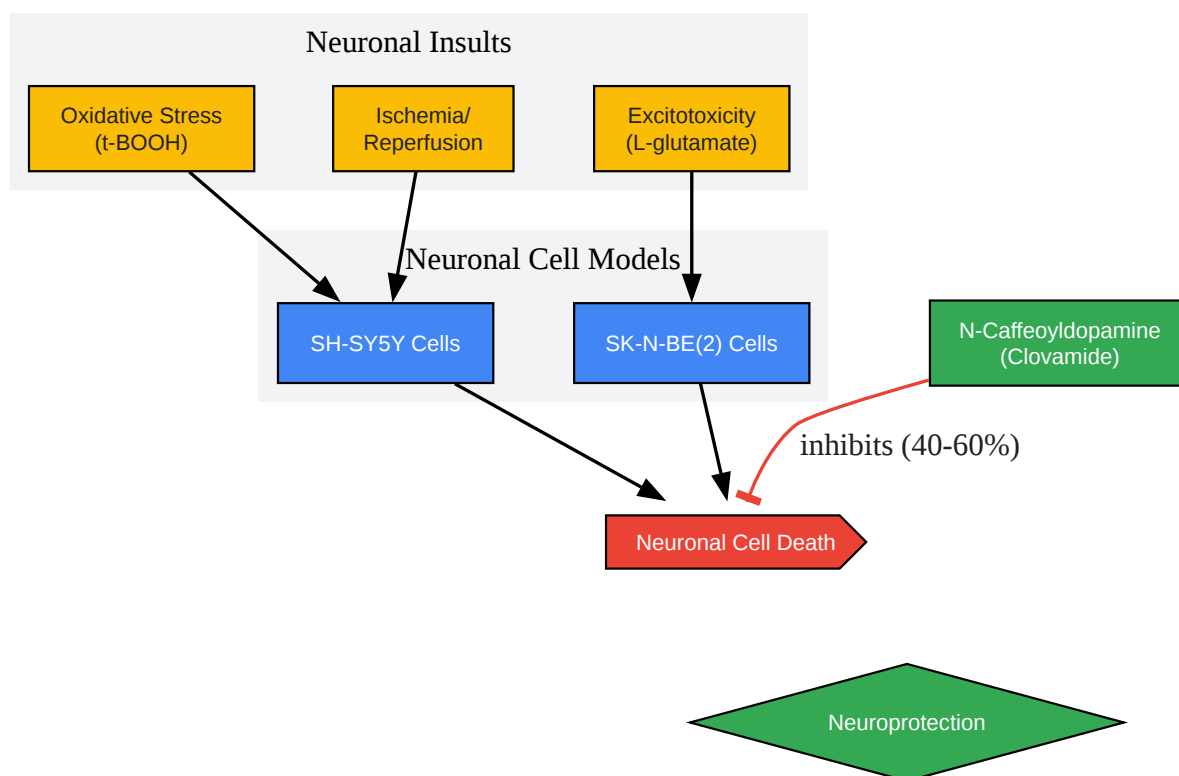 Neuronal Insults
Oxidative Stress
(t-BOOH)
Ischemia/
Reperfusion
Excitotoxicity
(L-glutamate)
Neuronal Cell Models
SH-SY5Y Cells
SK-N-BE(2) Cells
N-Caffeoyldopamine
(Clovamide)
inhibits (40-60%)
Neuronal Cell Death
Neuroprotection